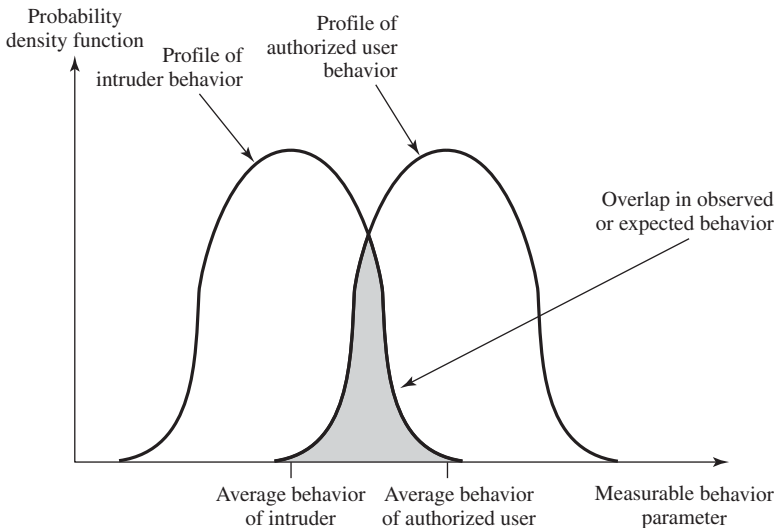 Probability
density function
Profile of
intruder behavior
Profile of
authorized user
behavior
Overlap in observed
or expected behavior
Average behavior
of intruder
Average behavior
of authorized user
Measurable behavior
parameter